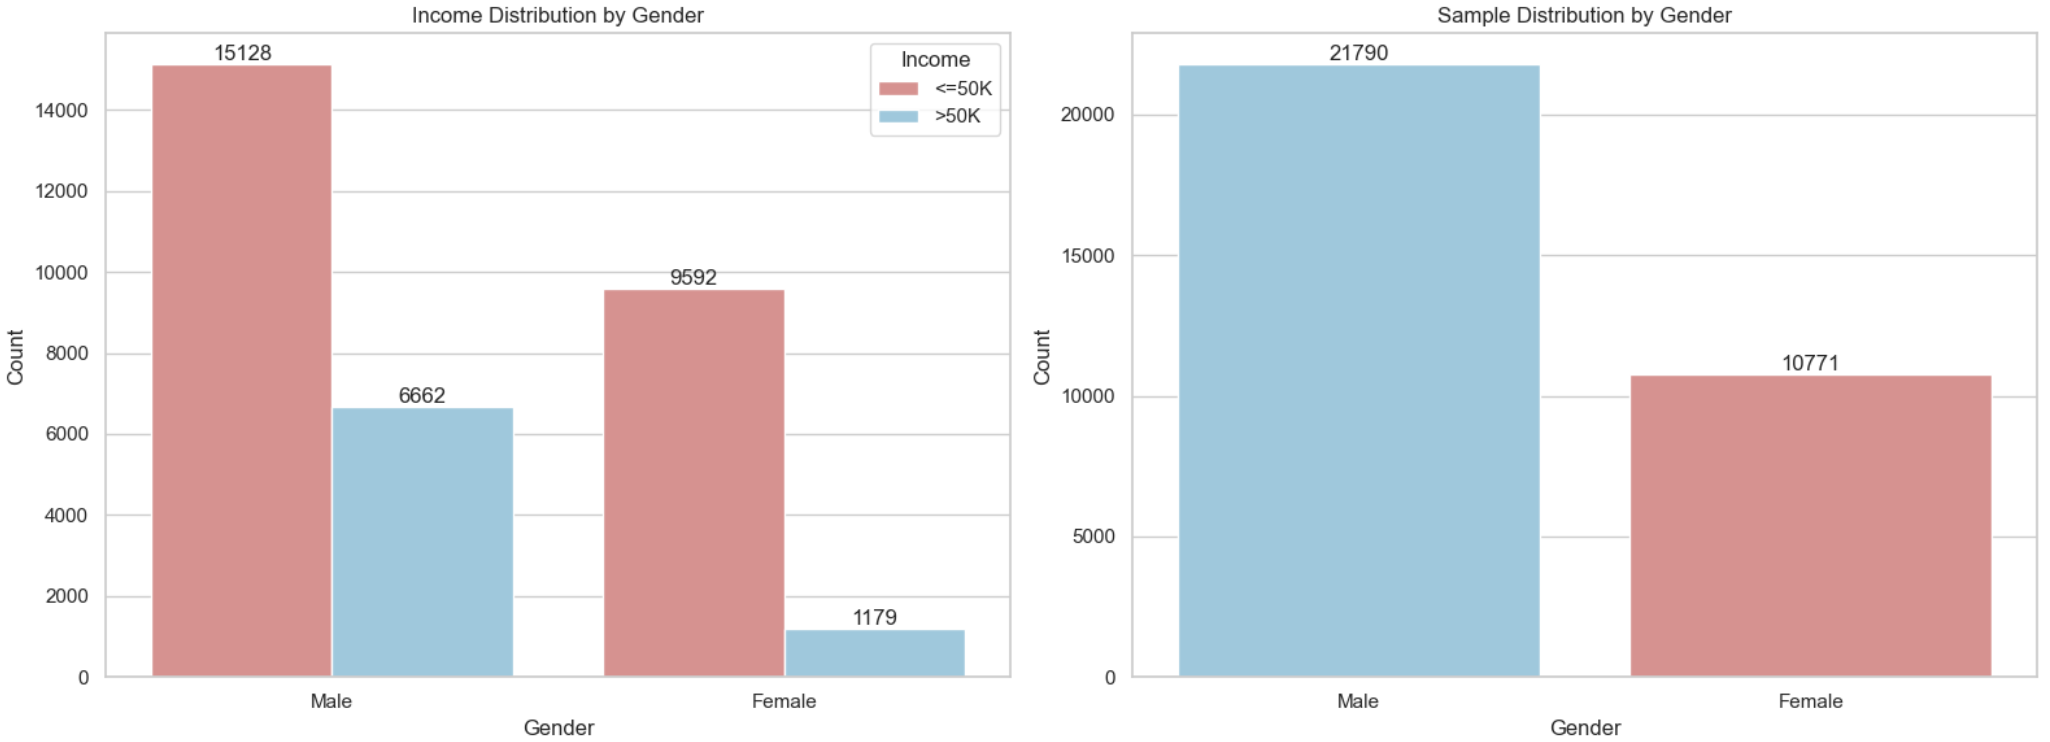 Income Distribution by Gender
15128
6662
9592
1179
Income
<=50K
>50K
14000
12000
10000
8000
6000
4000
2000
0
Count
Male
Female
Gender
Sample Distribution by Gender
21790
10771
20000
15000
10000
5000
0
Count
Male
Female
Gender